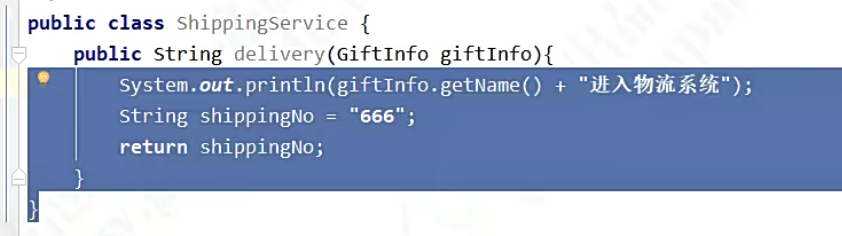 public class ShippingService {
public String delivery(GiftInfo giftInfo){
System.out.println(giftInfo.getName() + "进入物流系统");
String shippingNo = "666";
return shippingNo;
}
}